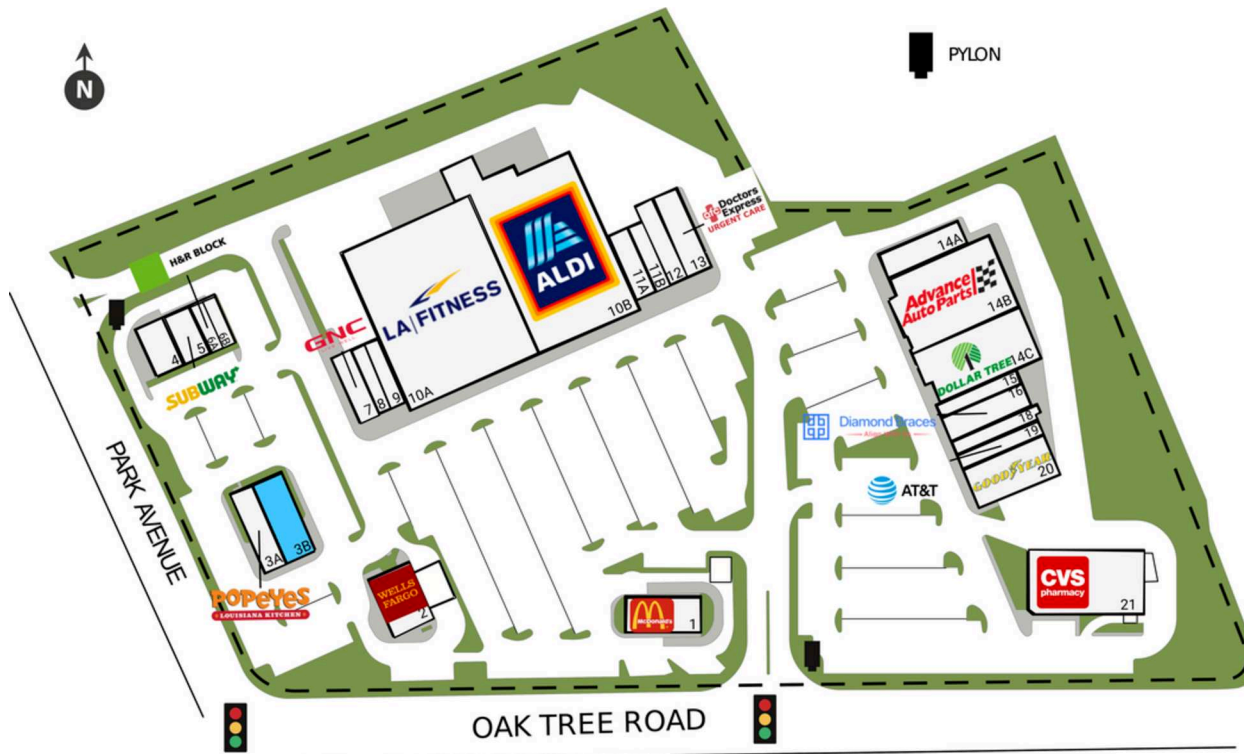 N
PYLON
H&R BLOCK
4
5
6A
6B
SUBWAY
GNC
7
8
9
LA FITNESS
10A
ALDI
10B
11A
11B
12
13
Doctors
Express
URGENT CARE
14A
Advance
Auto Parts
14B
DOLLAR TREE
14C
15
16
18
19
GOODYEAR
20
Diamond Braces
AT&T
PARK AVENUE
3A
3B
POPEYES
LOUISIANA KITCHEN
WELLS
FARGO
2
McDonald's
1
CVS
pharmacy
21
OAK TREE ROAD